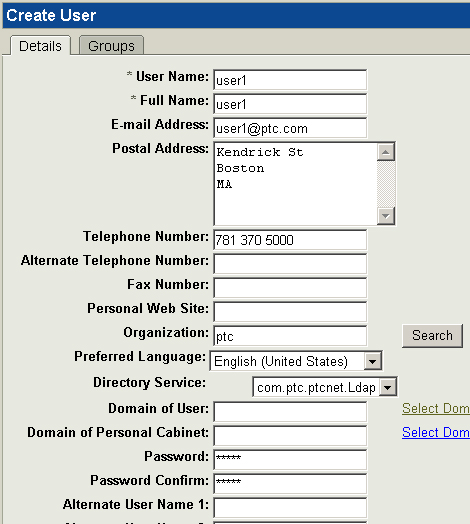 Create User
Details Groups
* User Name: user1
* Full Name: user1
E-mail Address: user1@ptc.com
Postal Address: Kendrick St
Boston
MA
Telephone Number: 781 370 5000
Alternate Telephone Number:
Fax Number:
Personal Web Site:
Organization: ptc Search
Preferred Language: English (United States)
Directory Service: com.ptc.ptcnet.Ldap
Domain of User: Select Dom
Domain of Personal Cabinet: Select Dom
Password: *****
Password Confirm: *****
Alternate User Name 1: